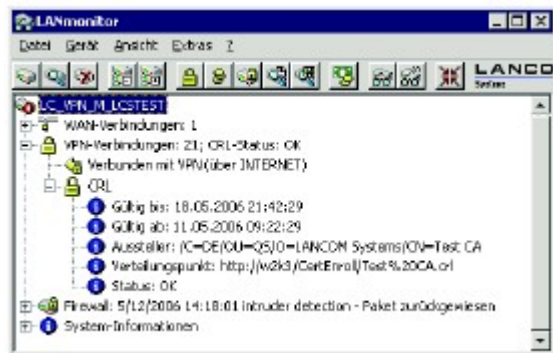 LANmonitor
Datei Gerät Ansicht Extras ?
LANCO
Systems
LC_VPN_M_LCSTEST
WAN-Verbindungen: 1
VPN-Verbindungen: 21; CRL-Status: OK
Verbunden mit VPN (über INTERNET)
CRL
Gültig bis: 18.05.2006 21:42:29
Gültig ab: 11.05.2006 09:22:29
Aussteller: /C=DE/OU=QS/O=LANCOM Systems/CN=Test CA
Verteilungspunkt: http://w2k3/CertEnroll/Test%20CA.crl
Status: OK
Firewall: 5/12/2006 14:18:01 intruder detection - Paket zurückgewiesen
System-Informationen